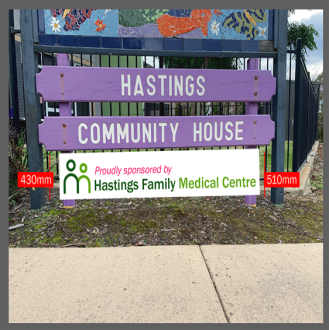 HASTINGS
COMMUNITY HOUSE
Proudly sponsored by
Hastings Family Medical Centre
430mm
510mm